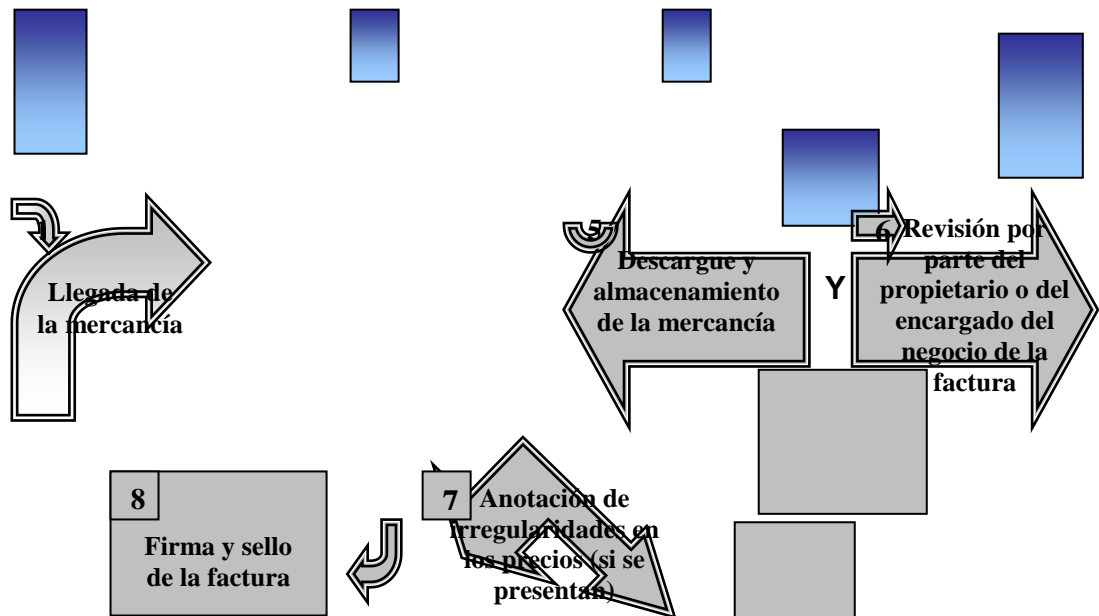 Llegada de
la mercancía
5
Descargue y
almacenamiento
de la mercancía
Y
6
Revisión por
parte del
propietario o del
encargado del
negocio de la
factura
7
Anotación de
irregularidades en
los precios (si se
presentan)
8
Firma y sello
de la factura